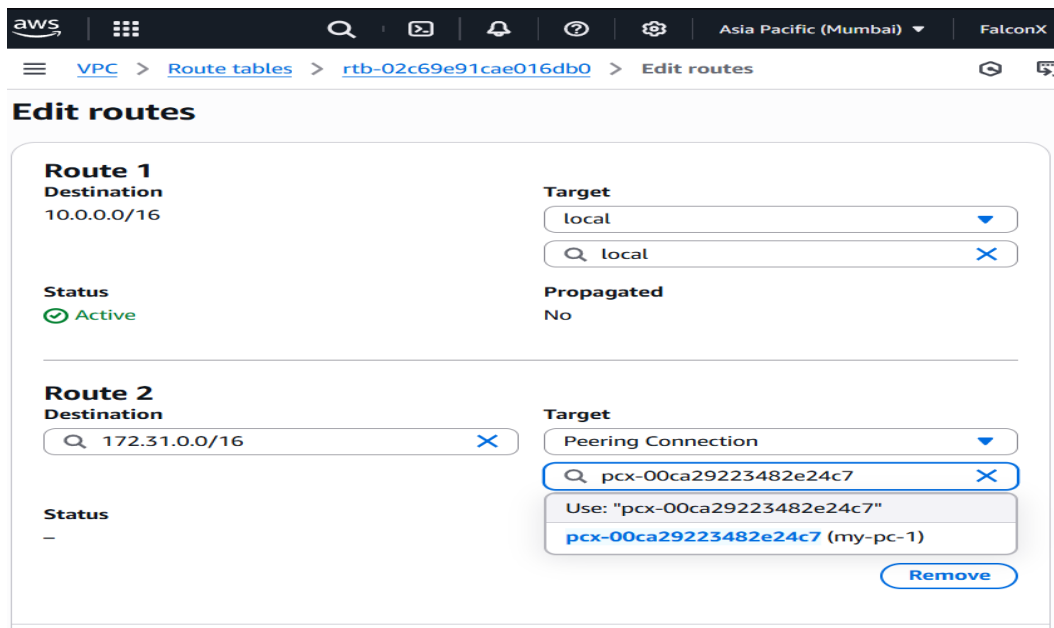 aws
Asia Pacific (Mumbai)
FalconX
VPC > Route tables > rtb-02c69e91cae016db0 > Edit routes
Edit routes
Route 1
Destination
Target
10.0.0.0/16
local
local
Status
Propagated
Active
No
Route 2
Destination
Target
172.31.0.0/16
Peering Connection
pcx-00ca29223482e24c7
Use: "pcx-00ca29223482e24c7"
Status
–
pcx-00ca29223482e24c7 (my-pc-1)
Remove